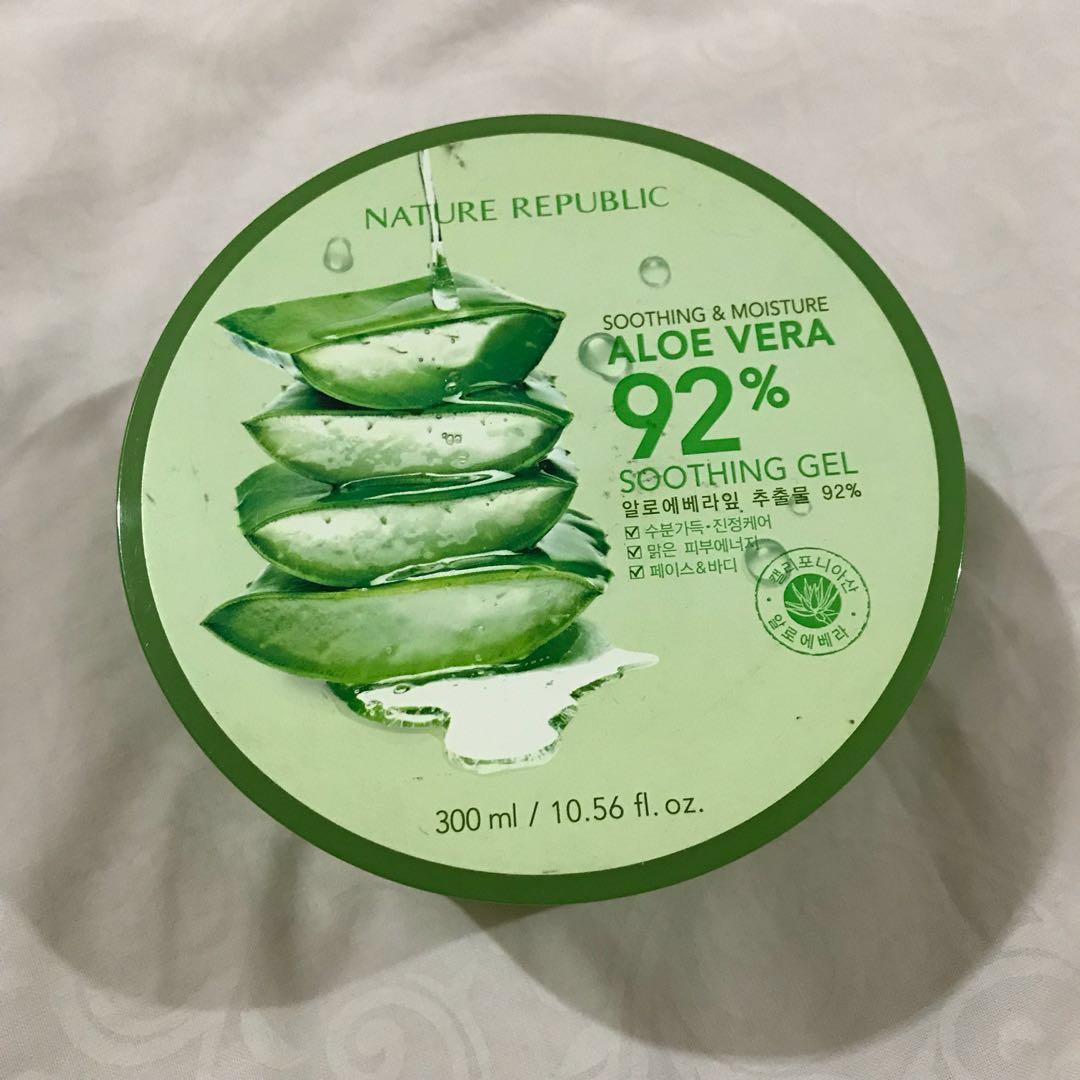 NATURE REPUBLIC
SOOTHING & MOISTURE
ALOE VERA
92%
SOOTHING GEL
알로에베라잎 추출물 92%
☑ 수분가득·진정케어
☑ 맑은 피부에너지
☑ 페이스&바디
캘리포니아산
· 알로에베라 ·
300 ml / 10.56 fl. oz.